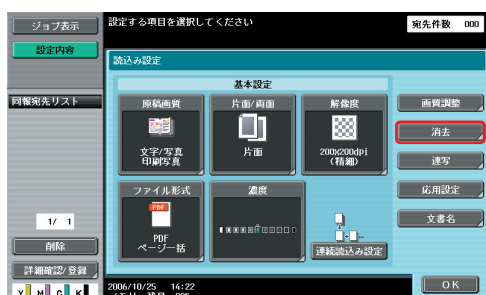 ジョブ表示
設定する項目を選択してください
宛先件数 000
設定内容
読込み設定
基本設定
同報宛先リスト
原稿画質
片面/両面
解像度
画質調整
文字/写真
印刷写真
片面
200x200dpi
(精細)
消去
連写
ファイル形式
濃度
応用設定
PDF
PDF
ページ一括
連続読込み設定
文書名
1/ 1
削除
詳細確認/登録
Y M C K
2006/10/25 14:22
OK